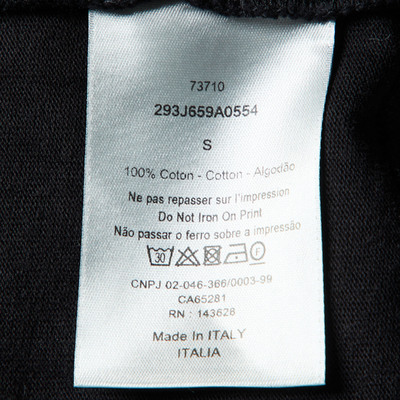 73710
293J659A0554
S
100% Coton - Cotton - Algodão
Ne pas repasser sur l'impression
Do Not Iron On Print
Não passar o ferro sobre a impressão
30 F
CNPJ 02-046-366/0003-99
CA65281
RN : 143628
Made In ITALY
ITALIA